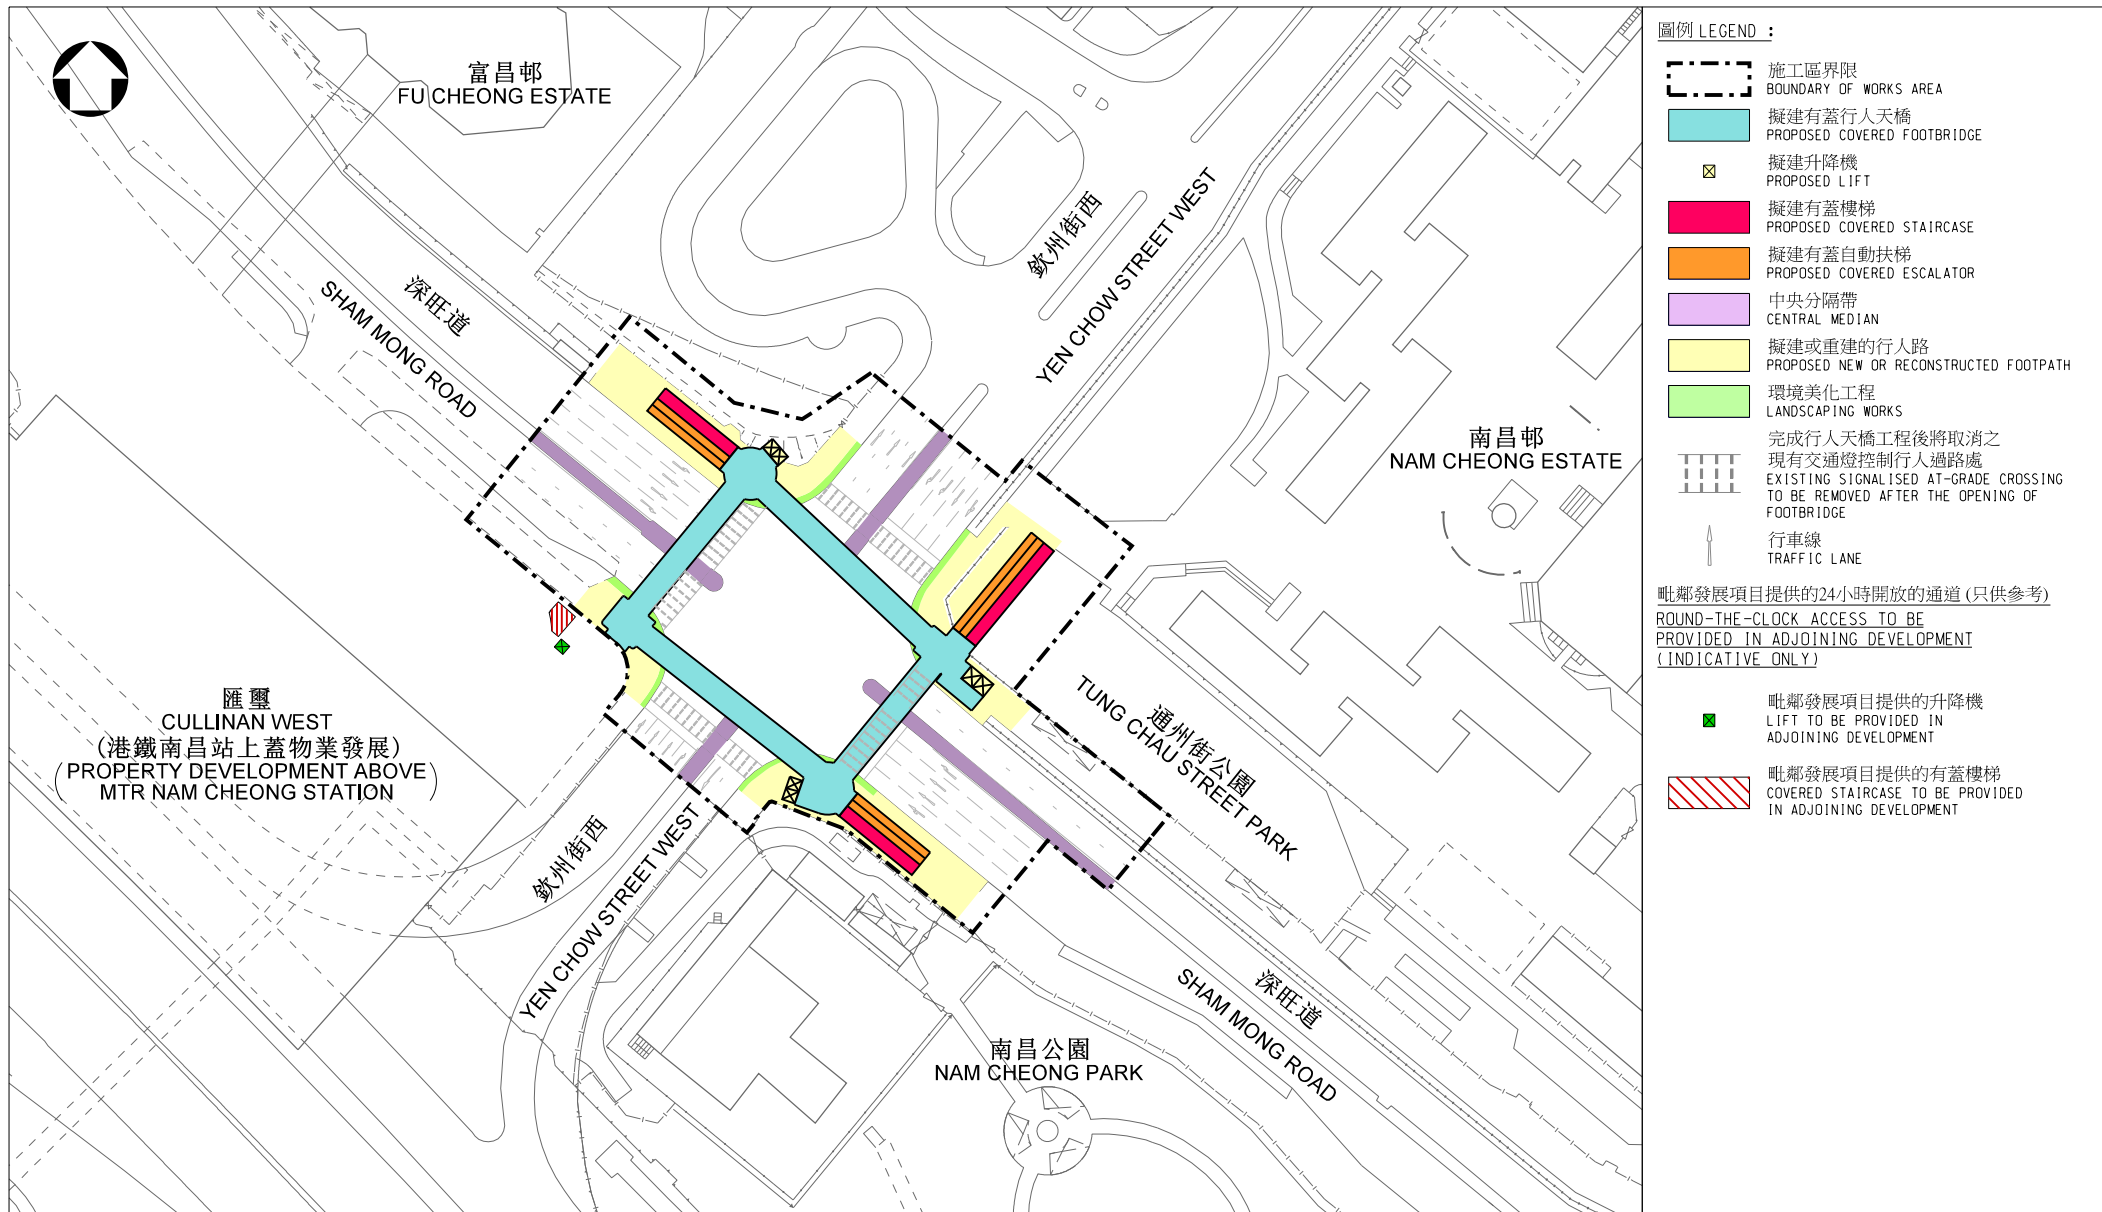 富昌邨
FU CHEONG ESTATE
深旺道
SHAM MONG ROAD
欽州街西
YEN CHOW STREET WEST
南昌邨
NAM CHEONG ESTATE
匯璽
CULLINAN WEST
(港鐵南昌站上蓋物業發展)
(PROPERTY DEVELOPMENT ABOVE
MTR NAM CHEONG STATION)
通州街公園
TUNG CHAU STREET PARK
欽州街西
YEN CHOW STREET WEST
深旺道
SHAM MONG ROAD
南昌公園
NAM CHEONG PARK
圖例 LEGEND :
施工區界限
BOUNDARY OF WORKS AREA
擬建有蓋行人天橋
PROPOSED COVERED FOOTBRIDGE
擬建升降機
PROPOSED LIFT
擬建有蓋樓梯
PROPOSED COVERED STAIRCASE
擬建有蓋自動扶梯
PROPOSED COVERED ESCALATOR
中央分隔帶
CENTRAL MEDIAN
擬建或重建的行人路
PROPOSED NEW OR RECONSTRUCTED FOOTPATH
環境美化工程
LANDSCAPING WORKS
完成行人天橋工程後將取消之
現有交通燈控制行人過路處
EXISTING SIGNALISED AT-GRADE CROSSING
TO BE REMOVED AFTER THE OPENING OF
FOOTBRIDGE
行車線
TRAFFIC LANE
毗鄰發展項目提供的24小時開放的通道 (只供參考)
ROUND-THE-CLOCK ACCESS TO BE
PROVIDED IN ADJOINING DEVELOPMENT
(INDICATIVE ONLY)
毗鄰發展項目提供的升降機
LIFT TO BE PROVIDED IN
ADJOINING DEVELOPMENT
毗鄰發展項目提供的有蓋樓梯
COVERED STAIRCASE TO BE PROVIDED
IN ADJOINING DEVELOPMENT